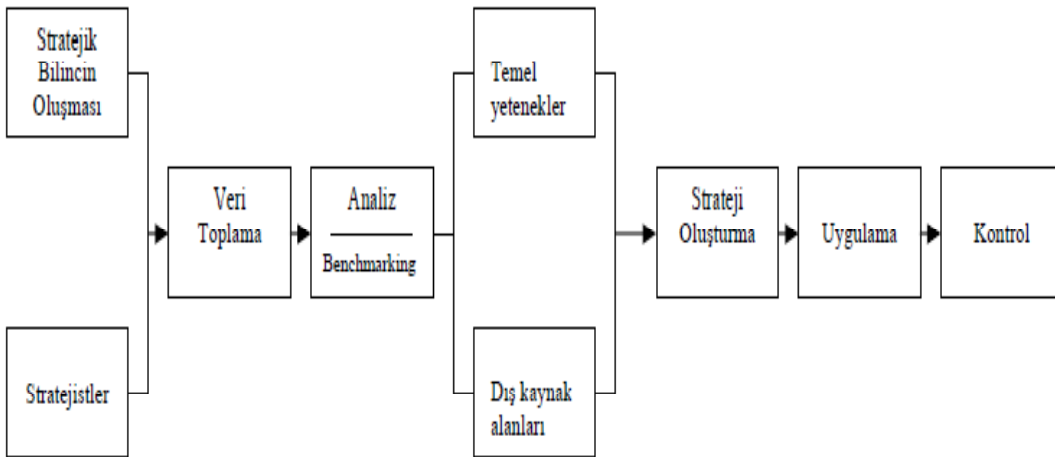 Stratejik
Bilincin
Oluşması
Stratejistler
Veri
Toplama
Analiz
Benchmarking
Temel
yetenekler
Dış kaynak
alanları
Strateji
Oluşturma
Uygulama
Kontrol